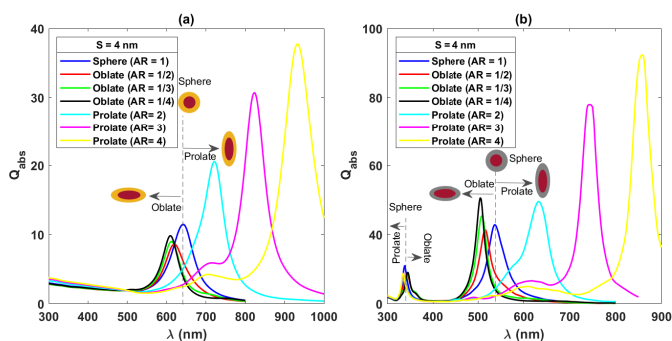 (a)
(b)
40
30
20
10
0
Q_abs
S = 4 nm
Sphere (AR = 1)
Oblate (AR = 1/2)
Oblate (AR = 1/3)
Oblate (AR = 1/4)
Prolate (AR= 2)
Prolate (AR= 3)
Prolate (AR= 4)
Sphere
Prolate
Oblate
300 400 500 600 700 800 900 1000
λ (nm)
100
80
60
40
20
0
Q_abs
S = 4 nm
Sphere (AR = 1)
Oblate (AR = 1/2)
Oblate (AR = 1/3)
Oblate (AR = 1/4)
Prolate (AR= 2)
Prolate (AR= 3)
Prolate (AR= 4)
Sphere
Oblate
Prolate
Sphere
Prolate
Oblate
300 400 500 600 700 800 900
λ (nm)